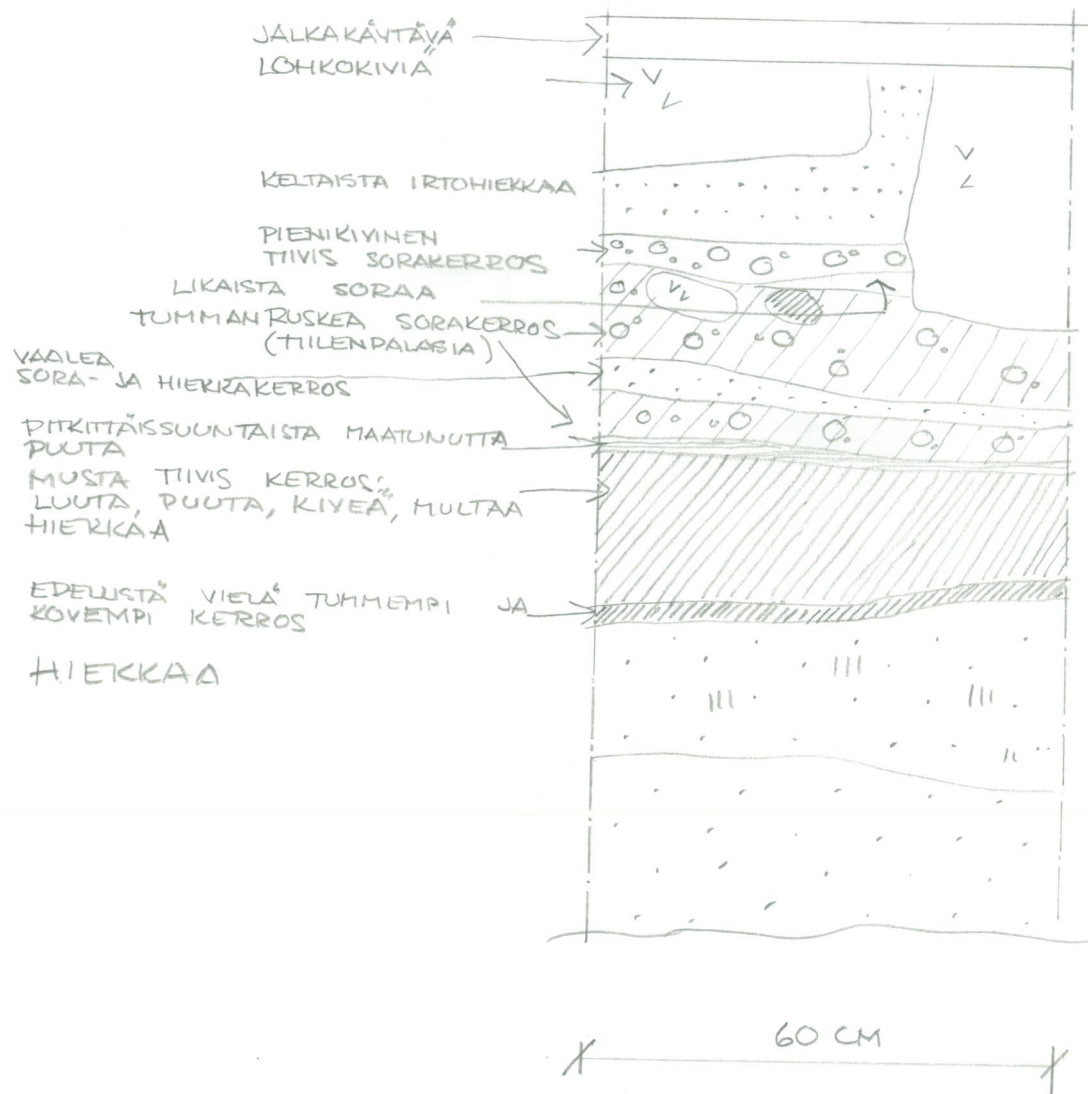 JALKAKÄYTÄVÄ
LOHKOKIVIÄ
KELTAISTA IRTOHIEKKAA
PIENIKIVINEN
TIIVIS SORAKERROS
LIKAISTA SORAA
TUMMANRUSKEA SORAKERROS
(TIILENPALASIA)
VAALEA
SORA- JA HIEKKAKERROS
PITKITTÄISSUUNTAISTA MAATUNUTTA
PUUTA
MUSTA TIIVIS KERROS:
LUUTA, PUUTA, KIVEÄ, MULTAA
HIEKKAA
EDELLISTÄ VIELÄ TUMMEMPI JA
KOVEMPI KERROS
HIEKKAA
60 CM